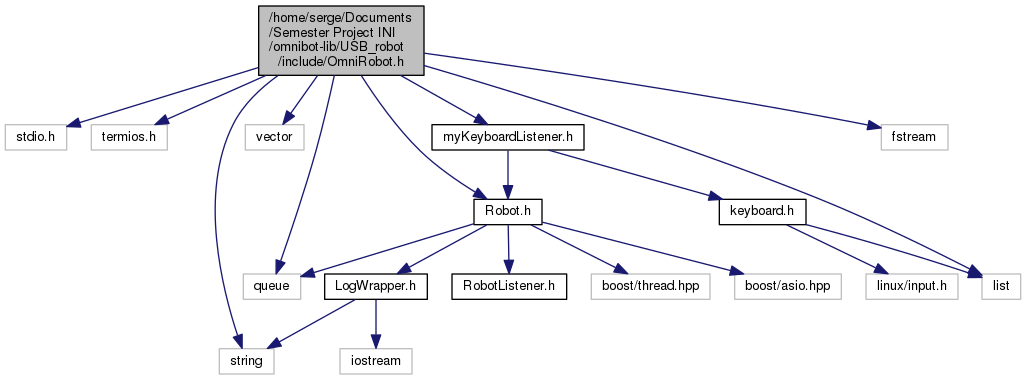 /home/serge/Documents
/Semester Project INI
/omnibot-lib/USB_robot
/include/OmniRobot.h
stdio.h
termios.h
vector
myKeyboardListener.h
fstream
Robot.h
keyboard.h
queue
LogWrapper.h
RobotListener.h
boost/thread.hpp
boost/asio.hpp
linux/input.h
list
string
iostream